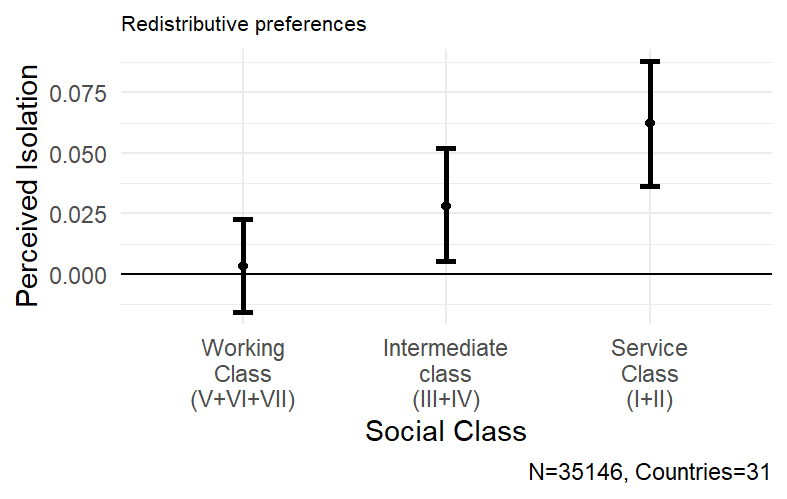 Redistributive preferences
Perceived Isolation
0.075
0.050
0.025
0.000
Working
Class
(V+VI+VII)
Intermediate
class
(III+IV)
Service
Class
(I+II)
Social Class
N=35146, Countries=31